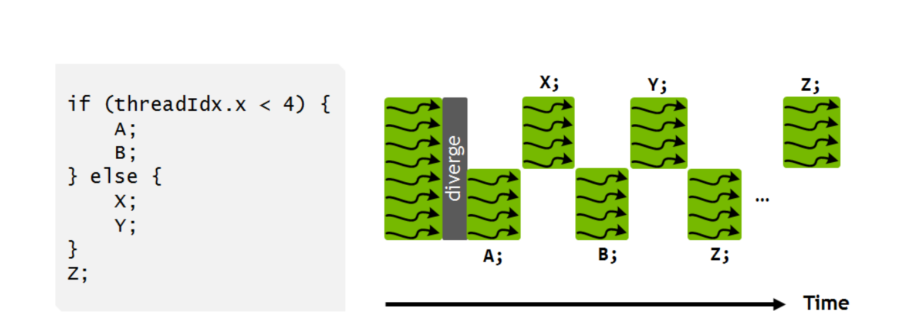 if (threadIdx.x < 4) {
    A;
    B;
} else {
    X;
    Y;
}
Z;
diverge
X;
Y;
Z;
A;
B;
Z;
...
Time